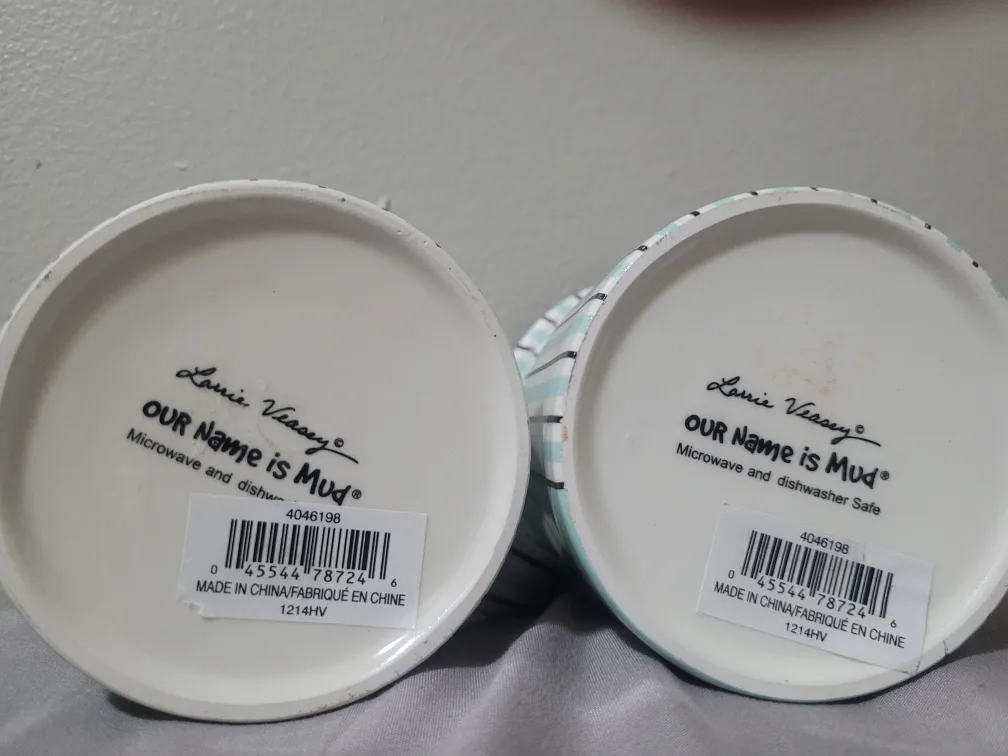 Lorrie Veasey©
OUR Name is Mud®
Microwave and dishw
4046198
0 45544 78724 6
MADE IN CHINA/FABRIQUÉ EN CHINE
1214HV
Lorrie Veasey©
OUR Name is Mud®
Microwave and dishwasher Safe
4046198
0 45544 78724 6
MADE IN CHINA/FABRIQUÉ EN CHINE
1214HV